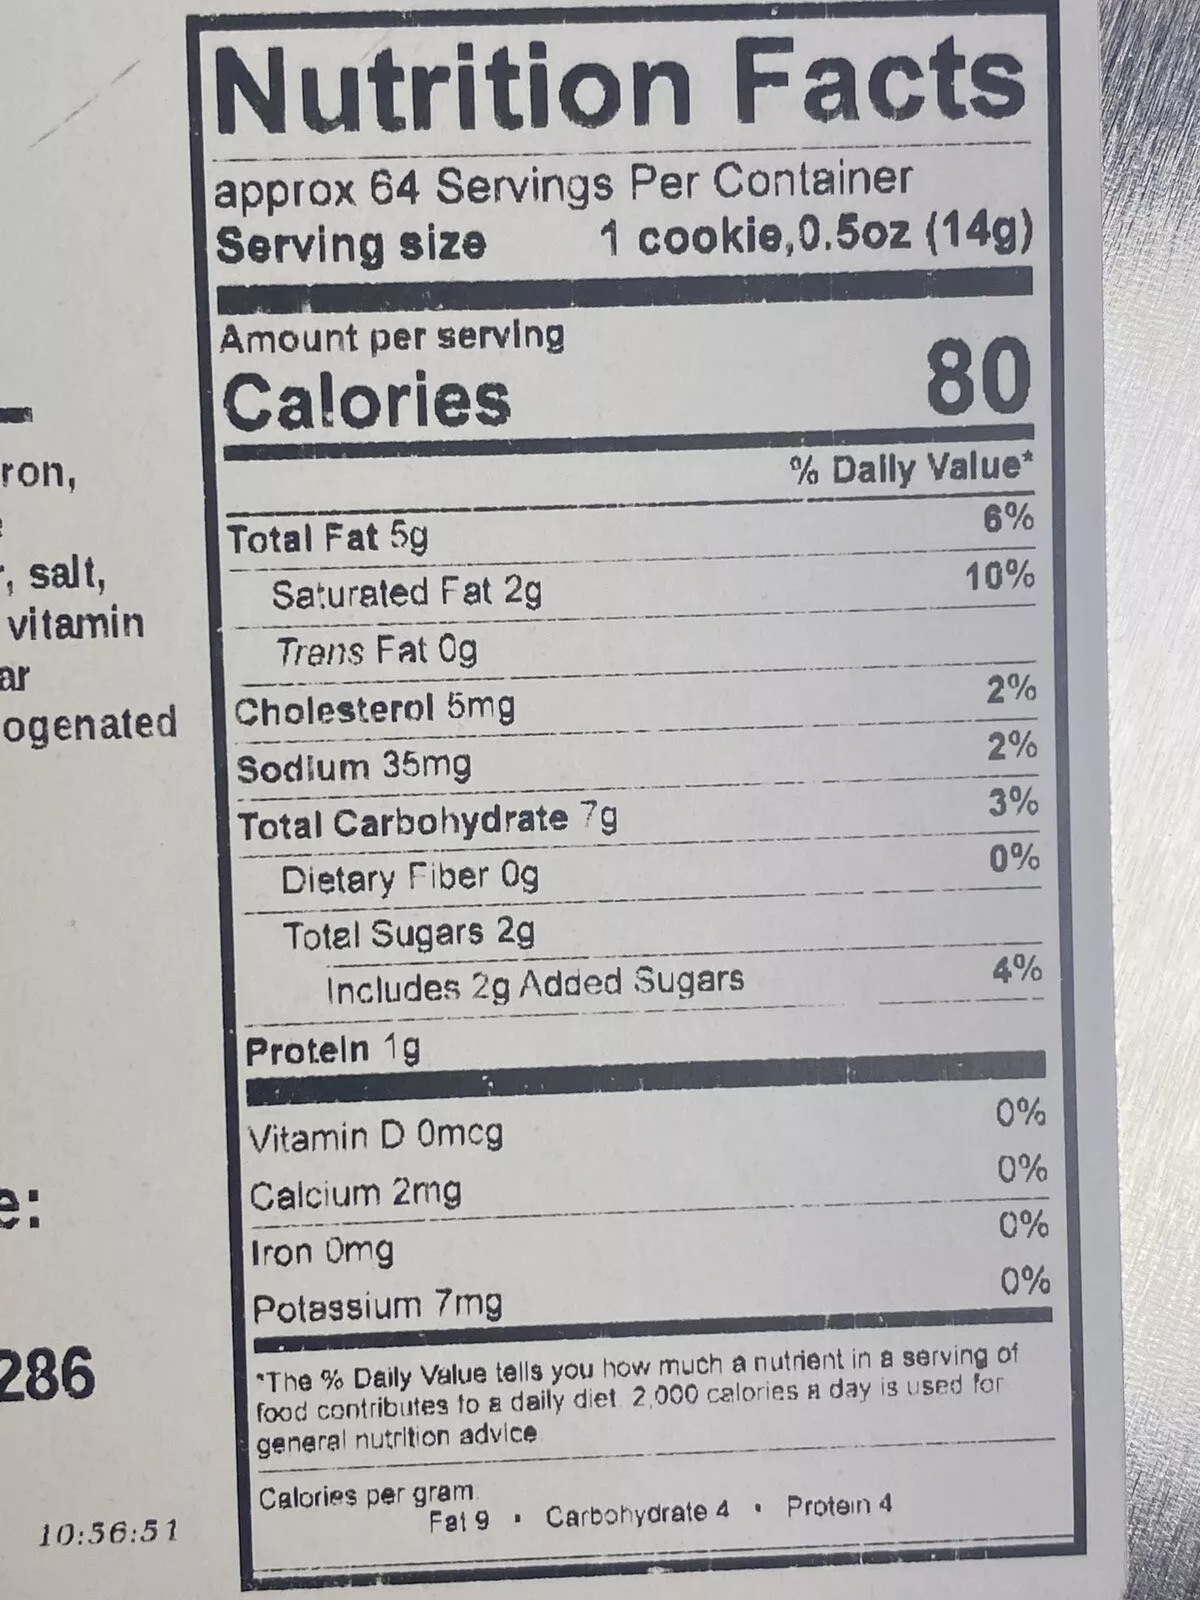 Nutrition Facts
approx 64 Servings Per Container
Serving size 1 cookie,0.5oz (14g)
Amount per serving
Calories 80
% Daily Value*
Total Fat 5g 6%
Saturated Fat 2g 10%
Trans Fat 0g
Cholesterol 5mg 2%
Sodium 35mg 2%
Total Carbohydrate 7g 3%
Dietary Fiber 0g 0%
Total Sugars 2g
Includes 2g Added Sugars 4%
Protein 1g
Vitamin D 0mcg 0%
Calcium 2mg 0%
Iron 0mg 0%
Potassium 7mg 0%
*The % Daily Value tells you how much a nutrient in a serving of
food contributes to a daily diet. 2,000 calories a day is used for
general nutrition advice.
Calories per gram:
Fat 9 • Carbohydrate 4 • Protein 4
salt,
vitamin
286
10:56:51